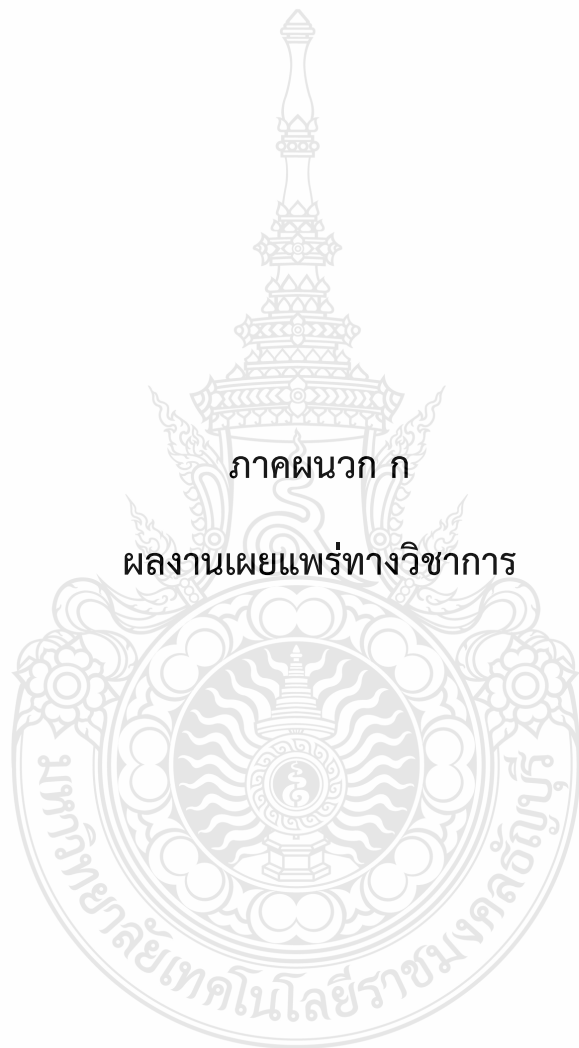 ภาคผนวก ก
ผลงานเผยแพร่ทางวิชาการ
มหาวิทยาลัยเทคโนโลยีราชมงคลธัญบุรี